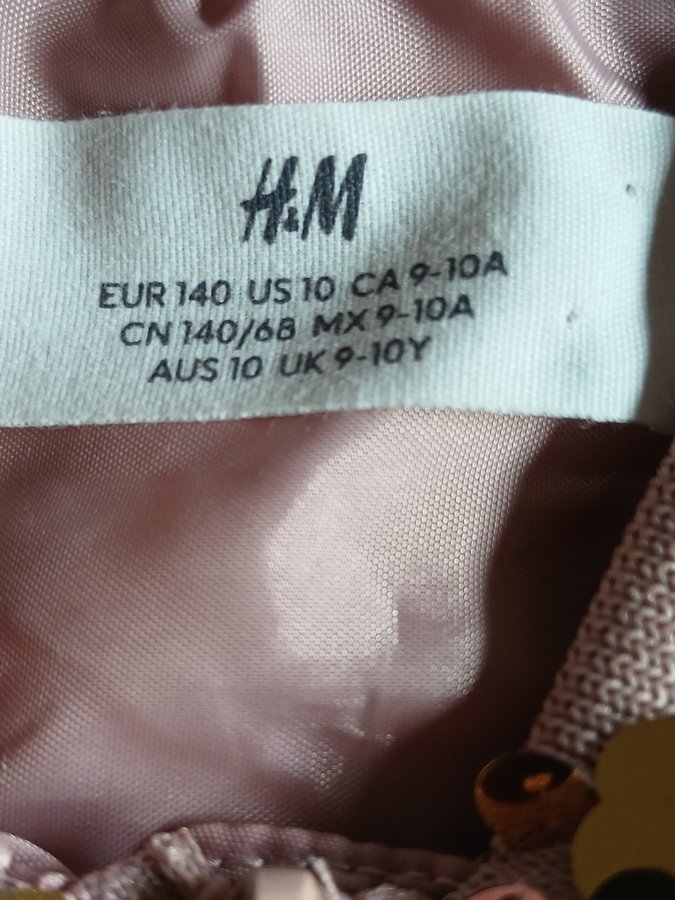 H&M
EUR 140 US 10 CA 9-10A
CN 140/68 MX 9-10A
AUS 10 UK 9-10Y